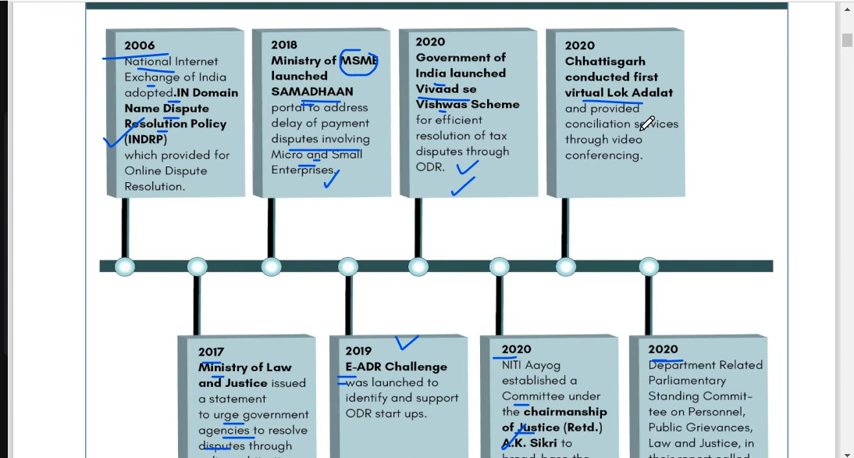 2006
National Internet
Exchange of India
adopted.IN Domain
Name Dispute
Resolution Policy
(INDRP)
which provided for
Online Dispute
Resolution.
2018
Ministry of MSME
launched
SAMADHAAN
portal to address
delay of payment
disputes involving
Micro and Small
Enterprises.
2020
Government of
India launched
Vivaad se
Vishwas Scheme
for efficient
resolution of tax
disputes through
ODR.
2020
Chhattisgarh
conducted first
virtual Lok Adalat
and provided
conciliation services
through video
conferencing.
2017
Ministry of Law
and Justice issued
a statement
to urge government
agencies to resolve
disputes through
2019
E-ADR Challenge
was launched to
identify and support
ODR start ups.
2020
NITI Aayog
established a
Committee under
the chairmanship
of Justice (Retd.)
A.K. Sikri to
2020
Department Related
Parliamentary
Standing Commit-
tee on Personnel,
Public Grievances,
Law and Justice, in